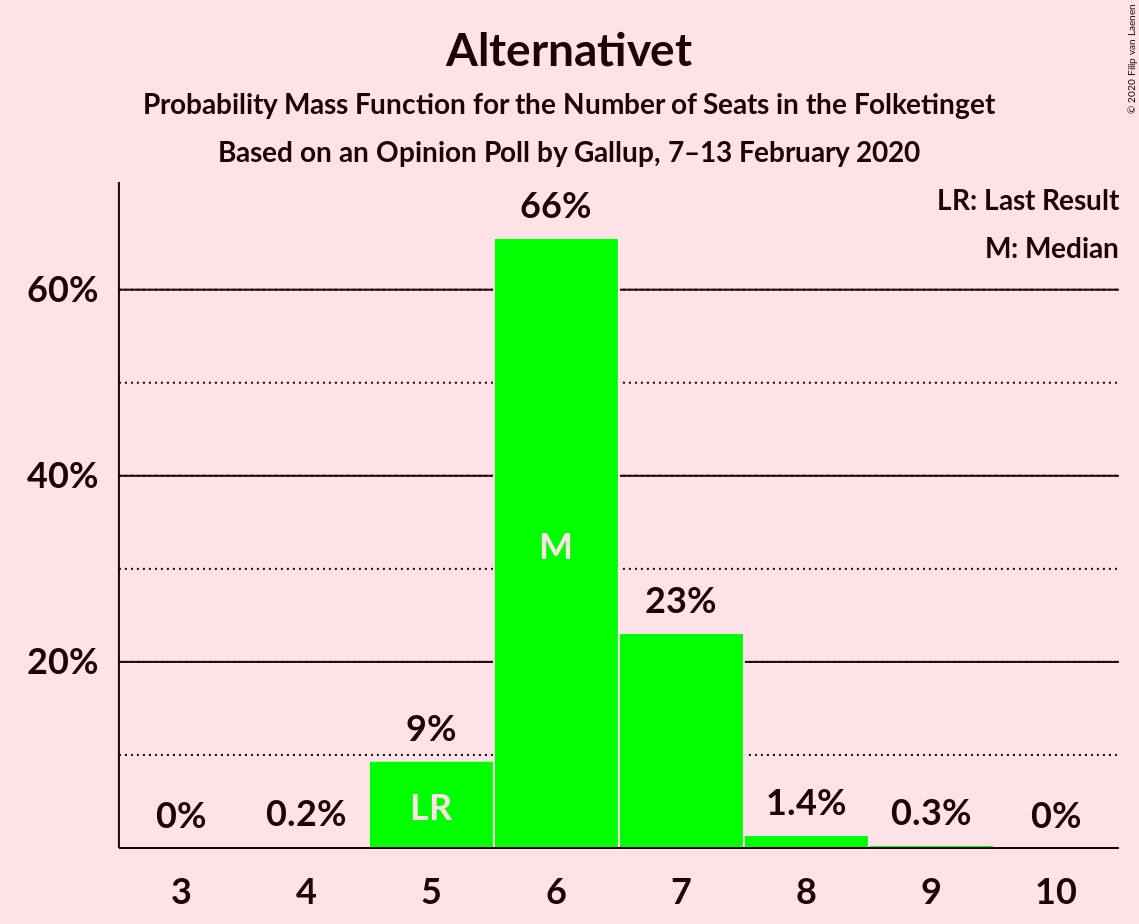 Alternativet
Probability Mass Function for the Number of Seats in the Folketinget
Based on an Opinion Poll by Gallup, 7–13 February 2020
© 2020 Filip van Laenen
LR: Last Result
M: Median
66%
60%
40%
M
23%
20%
9%
LR
0%
0.2%
1.4%
0.3%
0%
3 4 5 6 7 8 9 10